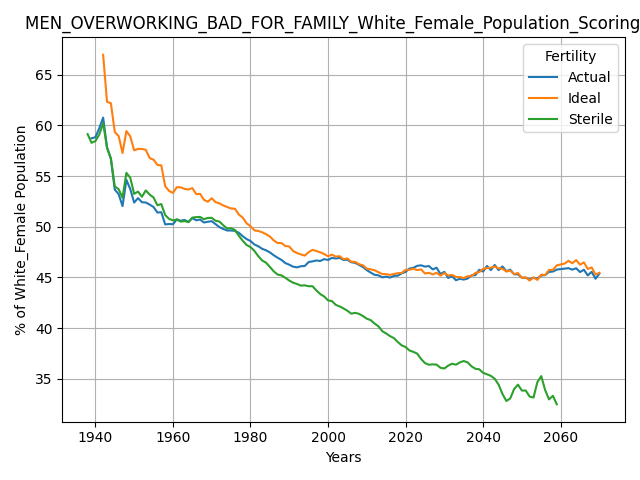 MEN_OVERWORKING_BAD_FOR_FAMILY_White_Female_Population_Scoring
% of White_Female Population
65
60
55
50
45
40
35
Fertility
Actual
Ideal
Sterile
1940 1960 1980 2000 2020 2040 2060
Years